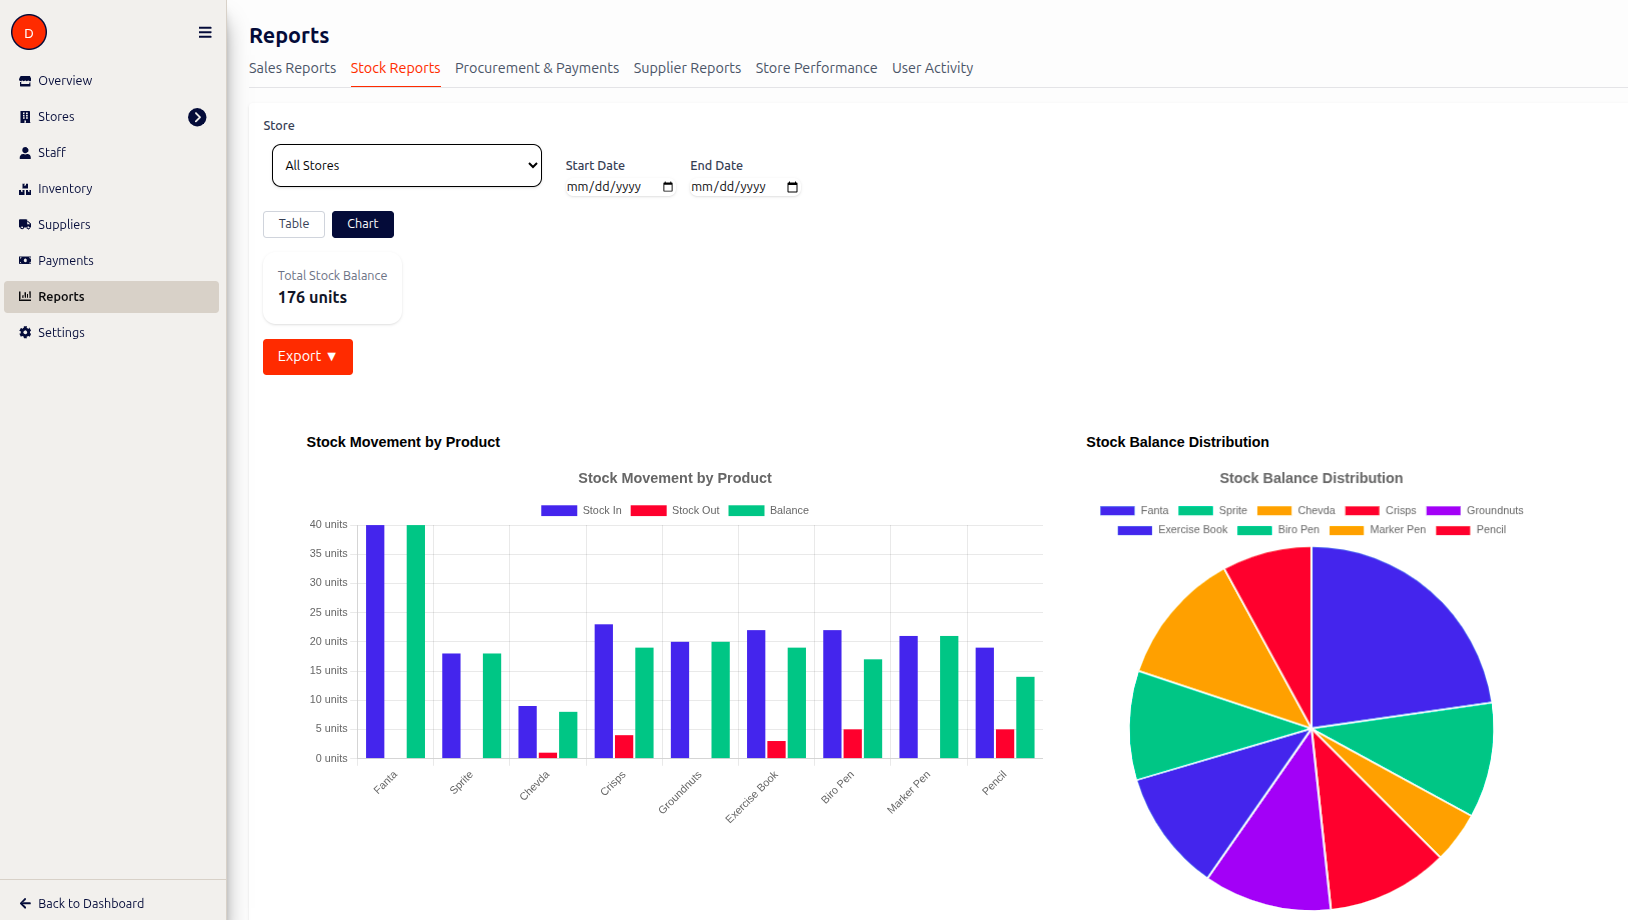 D
Overview
Stores
Staff
Inventory
Suppliers
Payments
Reports
Settings
Back to Dashboard
Reports
Sales Reports Stock Reports Procurement & Payments Supplier Reports Store Performance User Activity
Store
All Stores
Start Date End Date
mm/dd/yyyy mm/dd/yyyy
Table Chart
Total Stock Balance
176 units
Export ▼
Stock Movement by Product
Stock Movement by Product
Stock In Stock Out Balance
40 units
35 units
30 units
25 units
20 units
15 units
10 units
5 units
0 units
Fanta Sprite Chevda Crisps Groundnuts Exercise Book Biro Pen Marker Pen Pencil
Stock Balance Distribution
Stock Balance Distribution
Fanta Sprite Chevda Crisps Groundnuts
Exercise Book Biro Pen Marker Pen Pencil